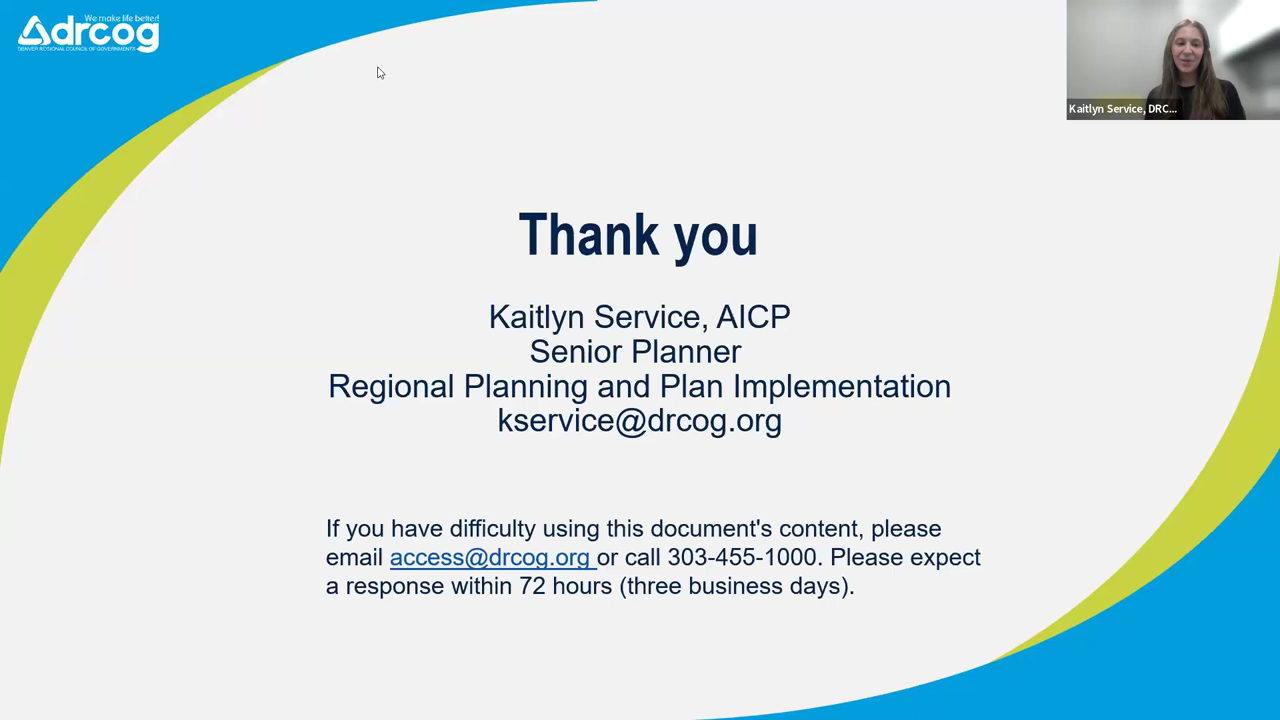 We make life better!
drcog
DENVER REGIONAL COUNCIL OF GOVERNMENTS
Kaitlyn Service, DRC...
Thank you
Kaitlyn Service, AICP
Senior Planner
Regional Planning and Plan Implementation
kservice@drcog.org
If you have difficulty using this document's content, please
email access@drcog.org or call 303-455-1000. Please expect
a response within 72 hours (three business days).